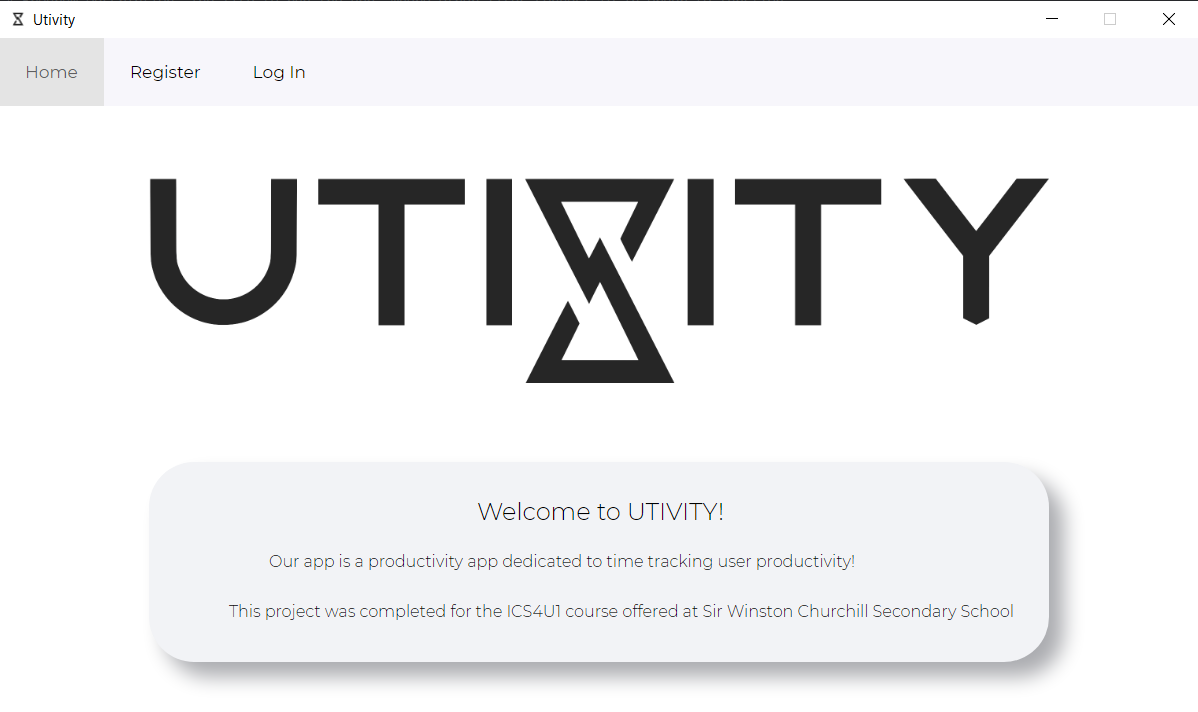 Utivity
Home Register Log In
UTIVITY
Welcome to UTIVITY!
Our app is a productivity app dedicated to time tracking user productivity!
This project was completed for the ICS4U1 course offered at Sir Winston Churchill Secondary School